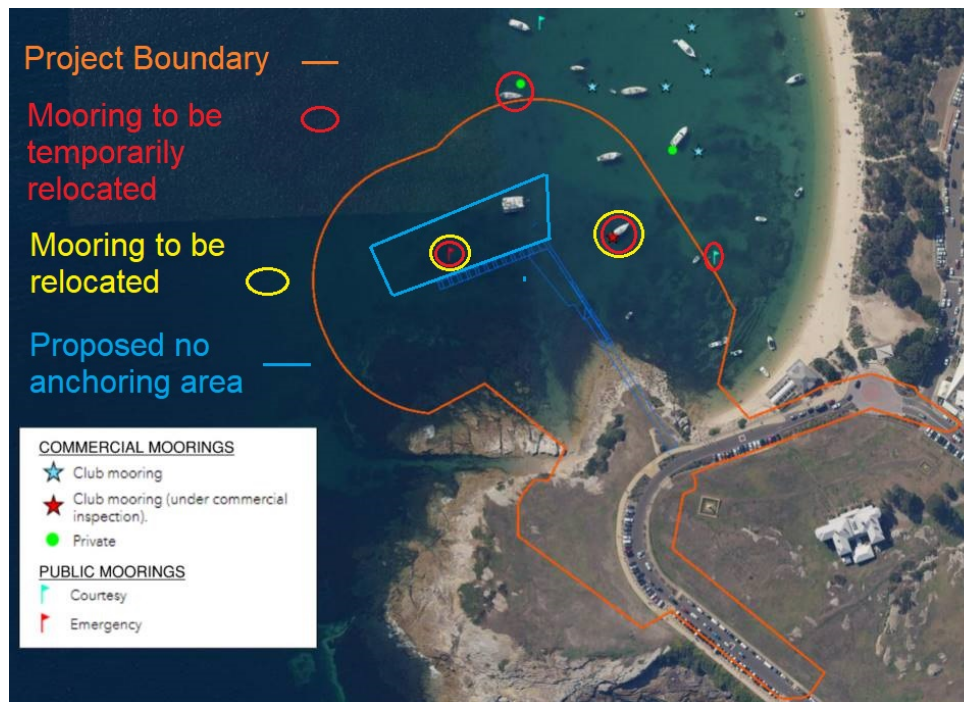 Project Boundary
Mooring to be
temporarily
relocated
Mooring to be
relocated
Proposed no
anchoring area
COMMERCIAL MOORINGS
Club mooring
Club mooring (under commercial
inspection).
Private
PUBLIC MOORINGS
Courtesy
Emergency